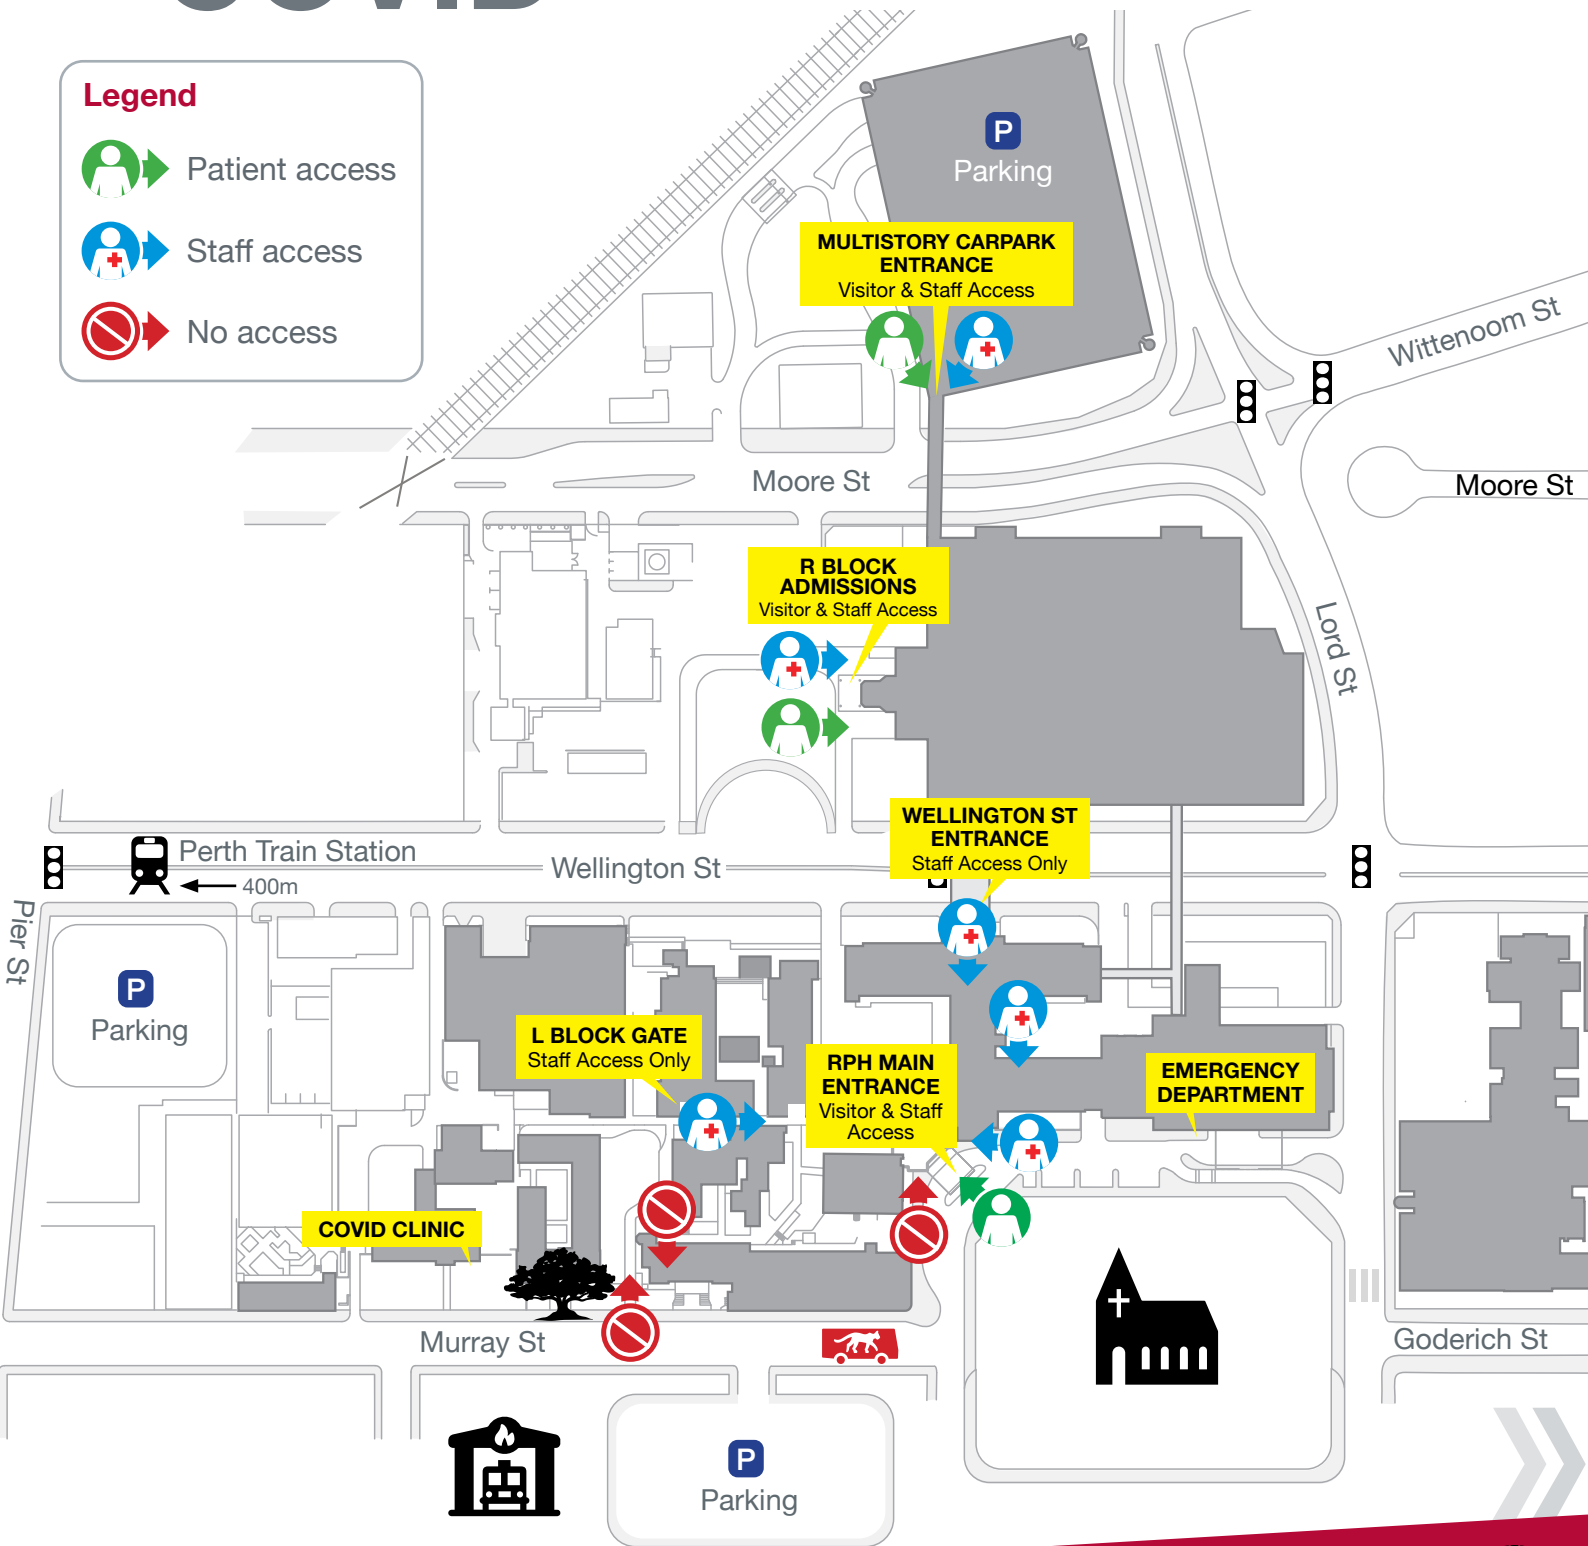 COVID
Legend
Patient access
Staff access
No access
P
Parking
MULTISTORY CARPARK
ENTRANCE
Visitor & Staff Access
Wittenoom St
Moore St
Moore St
R BLOCK
ADMISSIONS
Visitor & Staff Access
Lord St
WELLINGTON ST
ENTRANCE
Staff Access Only
Perth Train Station
400m
Wellington St
Pier St
P
Parking
L BLOCK GATE
Staff Access Only
RPH MAIN
ENTRANCE
Visitor & Staff
Access
EMERGENCY
DEPARTMENT
COVID CLINIC
Murray St
Goderich St
P
Parking